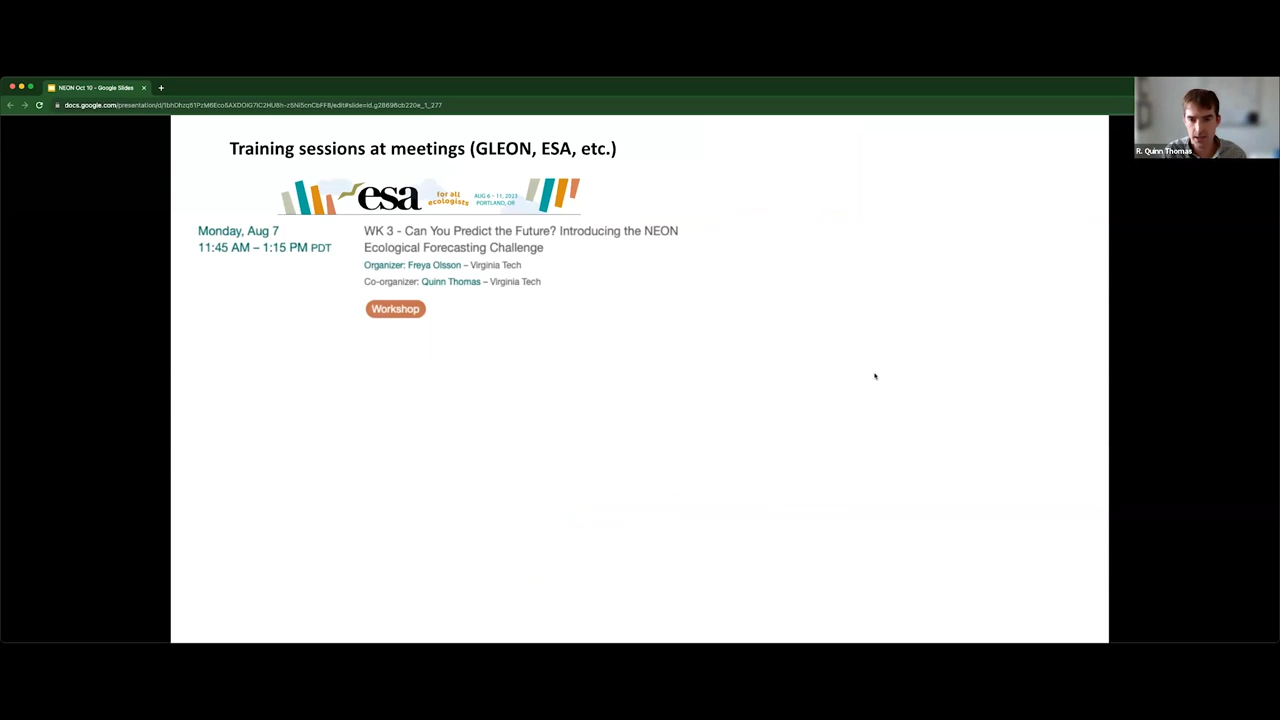 NEON Oct 10 - Google Slides
R. Quinn Thomas
Training sessions at meetings (GLEON, ESA, etc.)
esa
for all
ecologists
AUG 6 – 11, 2023
PORTLAND, OR
Monday, Aug 7
11:45 AM – 1:15 PM PDT
WK 3 - Can You Predict the Future? Introducing the NEON
Ecological Forecasting Challenge
Organizer: Freya Olsson – Virginia Tech
Co-organizer: Quinn Thomas – Virginia Tech
Workshop